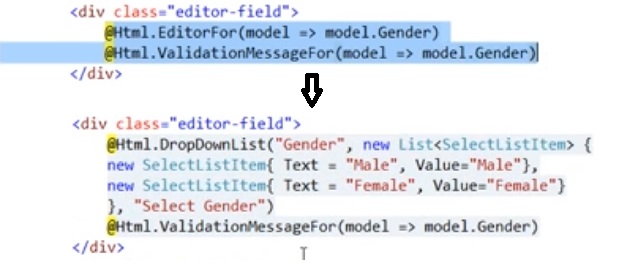 <div class="editor-field">
@Html.EditorFor(model => model.Gender)
@Html.ValidationMessageFor(model => model.Gender)
</div>
<div class="editor-field">
@Html.DropDownList("Gender", new List<SelectListItem> {
new SelectListItem{ Text = "Male", Value="Male"},
new SelectListItem{ Text = "Female", Value="Female"}
}, "Select Gender")
@Html.ValidationMessageFor(model => model.Gender)
</div>